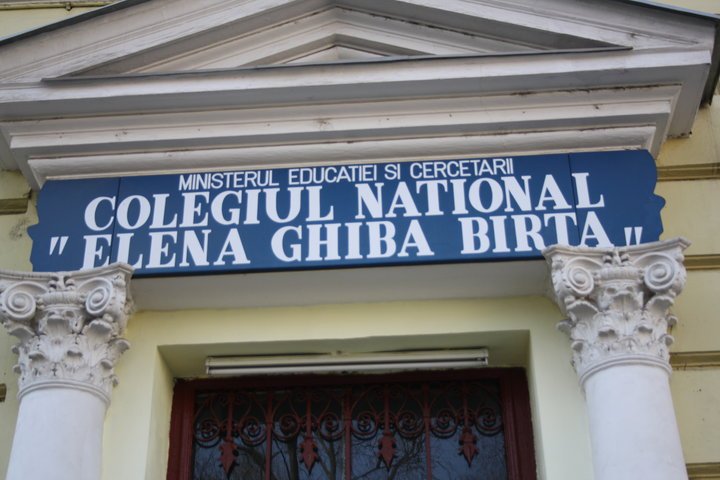 MINISTERUL EDUCATIEI SI CERCETARII
COLEGIUL NATIONAL
" ELENA GHIBA BIRTA "